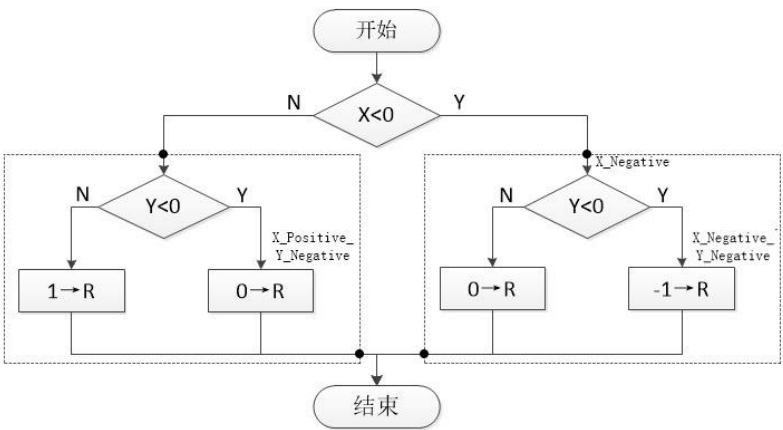 开始
X<0
N
Y
X_Negative
Y<0
N
Y
X_Positive_
Y_Negative
1→R
0→R
Y<0
N
Y
X_Negative_
Y_Negative
0→R
-1→R
结束